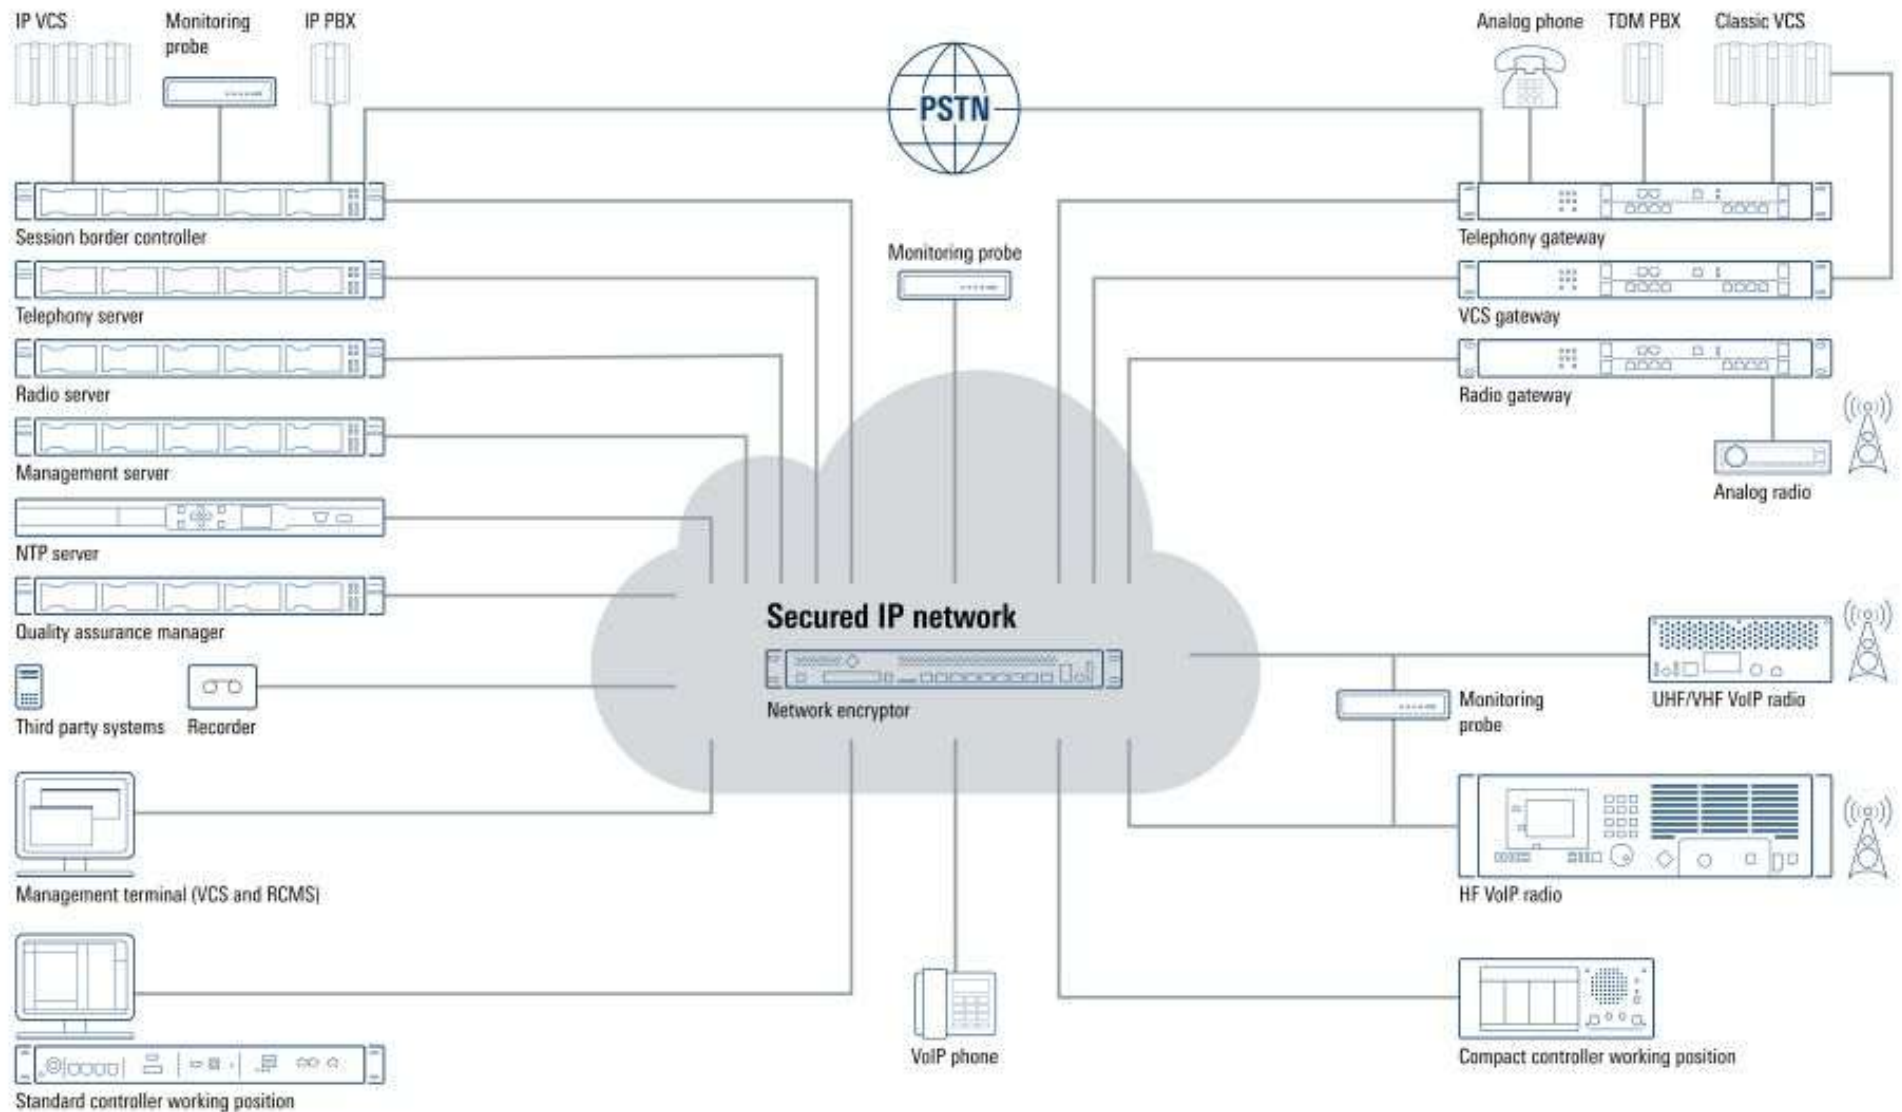 IP VCS
Monitoring
probe
IP PBX
PSTN
Analog phone
TDM PBX
Classic VCS
Session border controller
Telephony server
Radio server
Management server
NTP server
Quality assurance manager
Third party systems
Recorder
Management terminal (VCS and RCMS)
Standard controller working position
Monitoring probe
Secured IP network
Network encryptor
VoIP phone
Telephony gateway
VCS gateway
Radio gateway
Analog radio
UHF/VHF VoIP radio
Monitoring
probe
HF VoIP radio
Compact controller working position